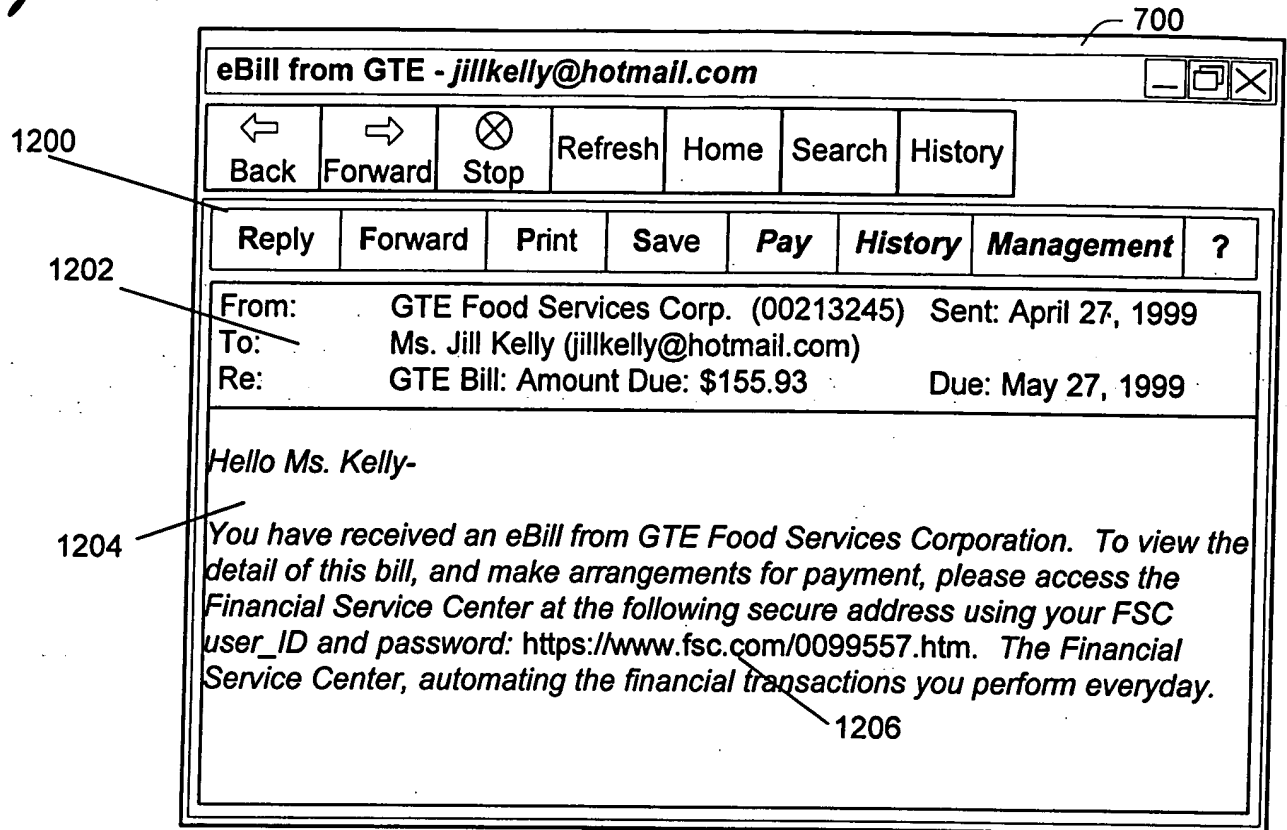 700
eBill from GTE - jillkelly@hotmail.com
Back Forward Stop Refresh Home Search History
1200
Reply Forward Print Save Pay History Management ?
1202
From: GTE Food Services Corp. (00213245) Sent: April 27, 1999
To: Ms. Jill Kelly (jillkelly@hotmail.com)
Re: GTE Bill: Amount Due: $155.93 Due: May 27, 1999
Hello Ms. Kelly-
1204
You have received an eBill from GTE Food Services Corporation. To view the
detail of this bill, and make arrangements for payment, please access the
Financial Service Center at the following secure address using your FSC
user_ID and password: https://www.fsc.com/0099557.htm. The Financial
Service Center, automating the financial transactions you perform everyday.
1206